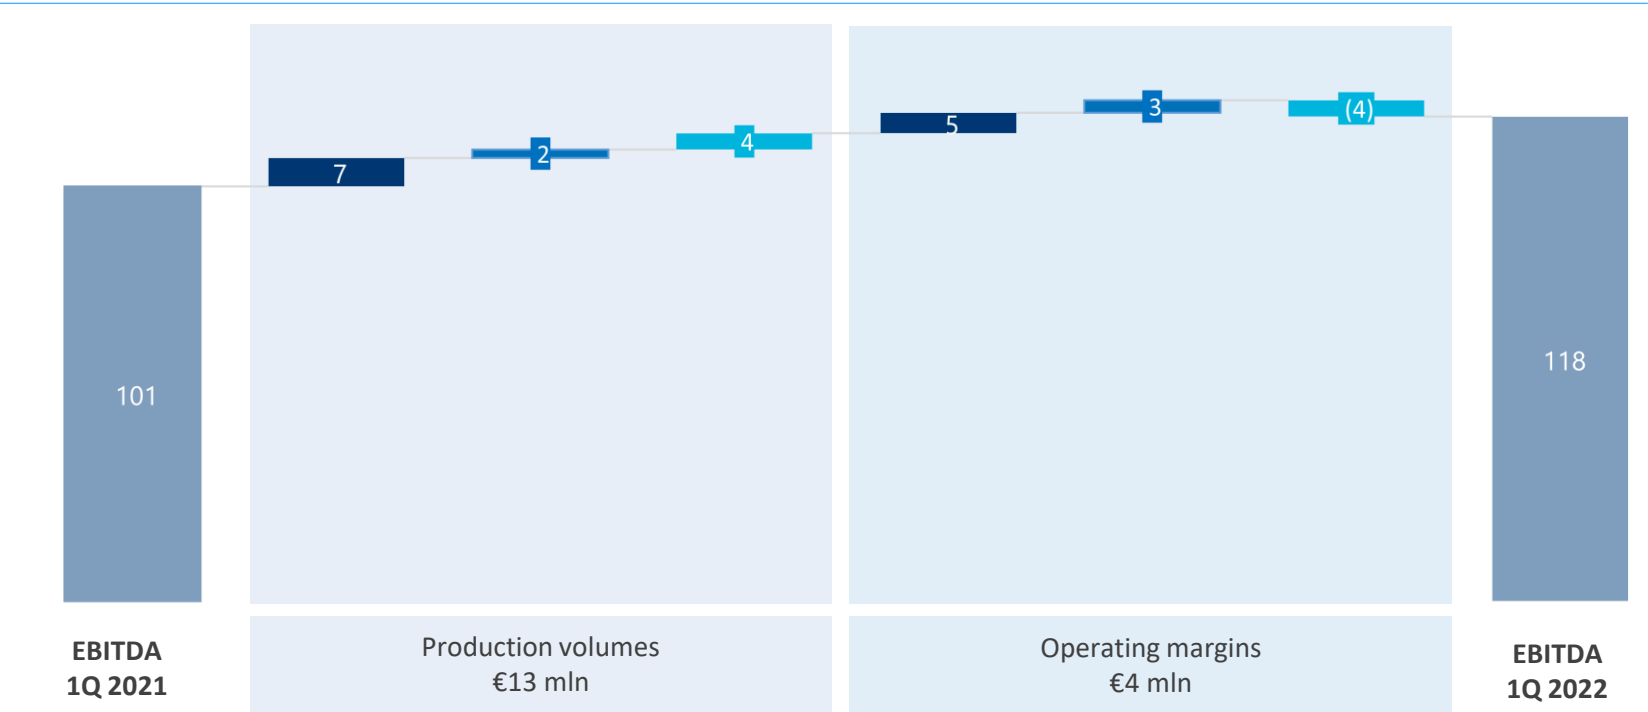 101
7
2
4
5
3
(4)
118
EBITDA
1Q 2021
Production volumes
€13 mln
Operating margins
€4 mln
EBITDA
1Q 2022